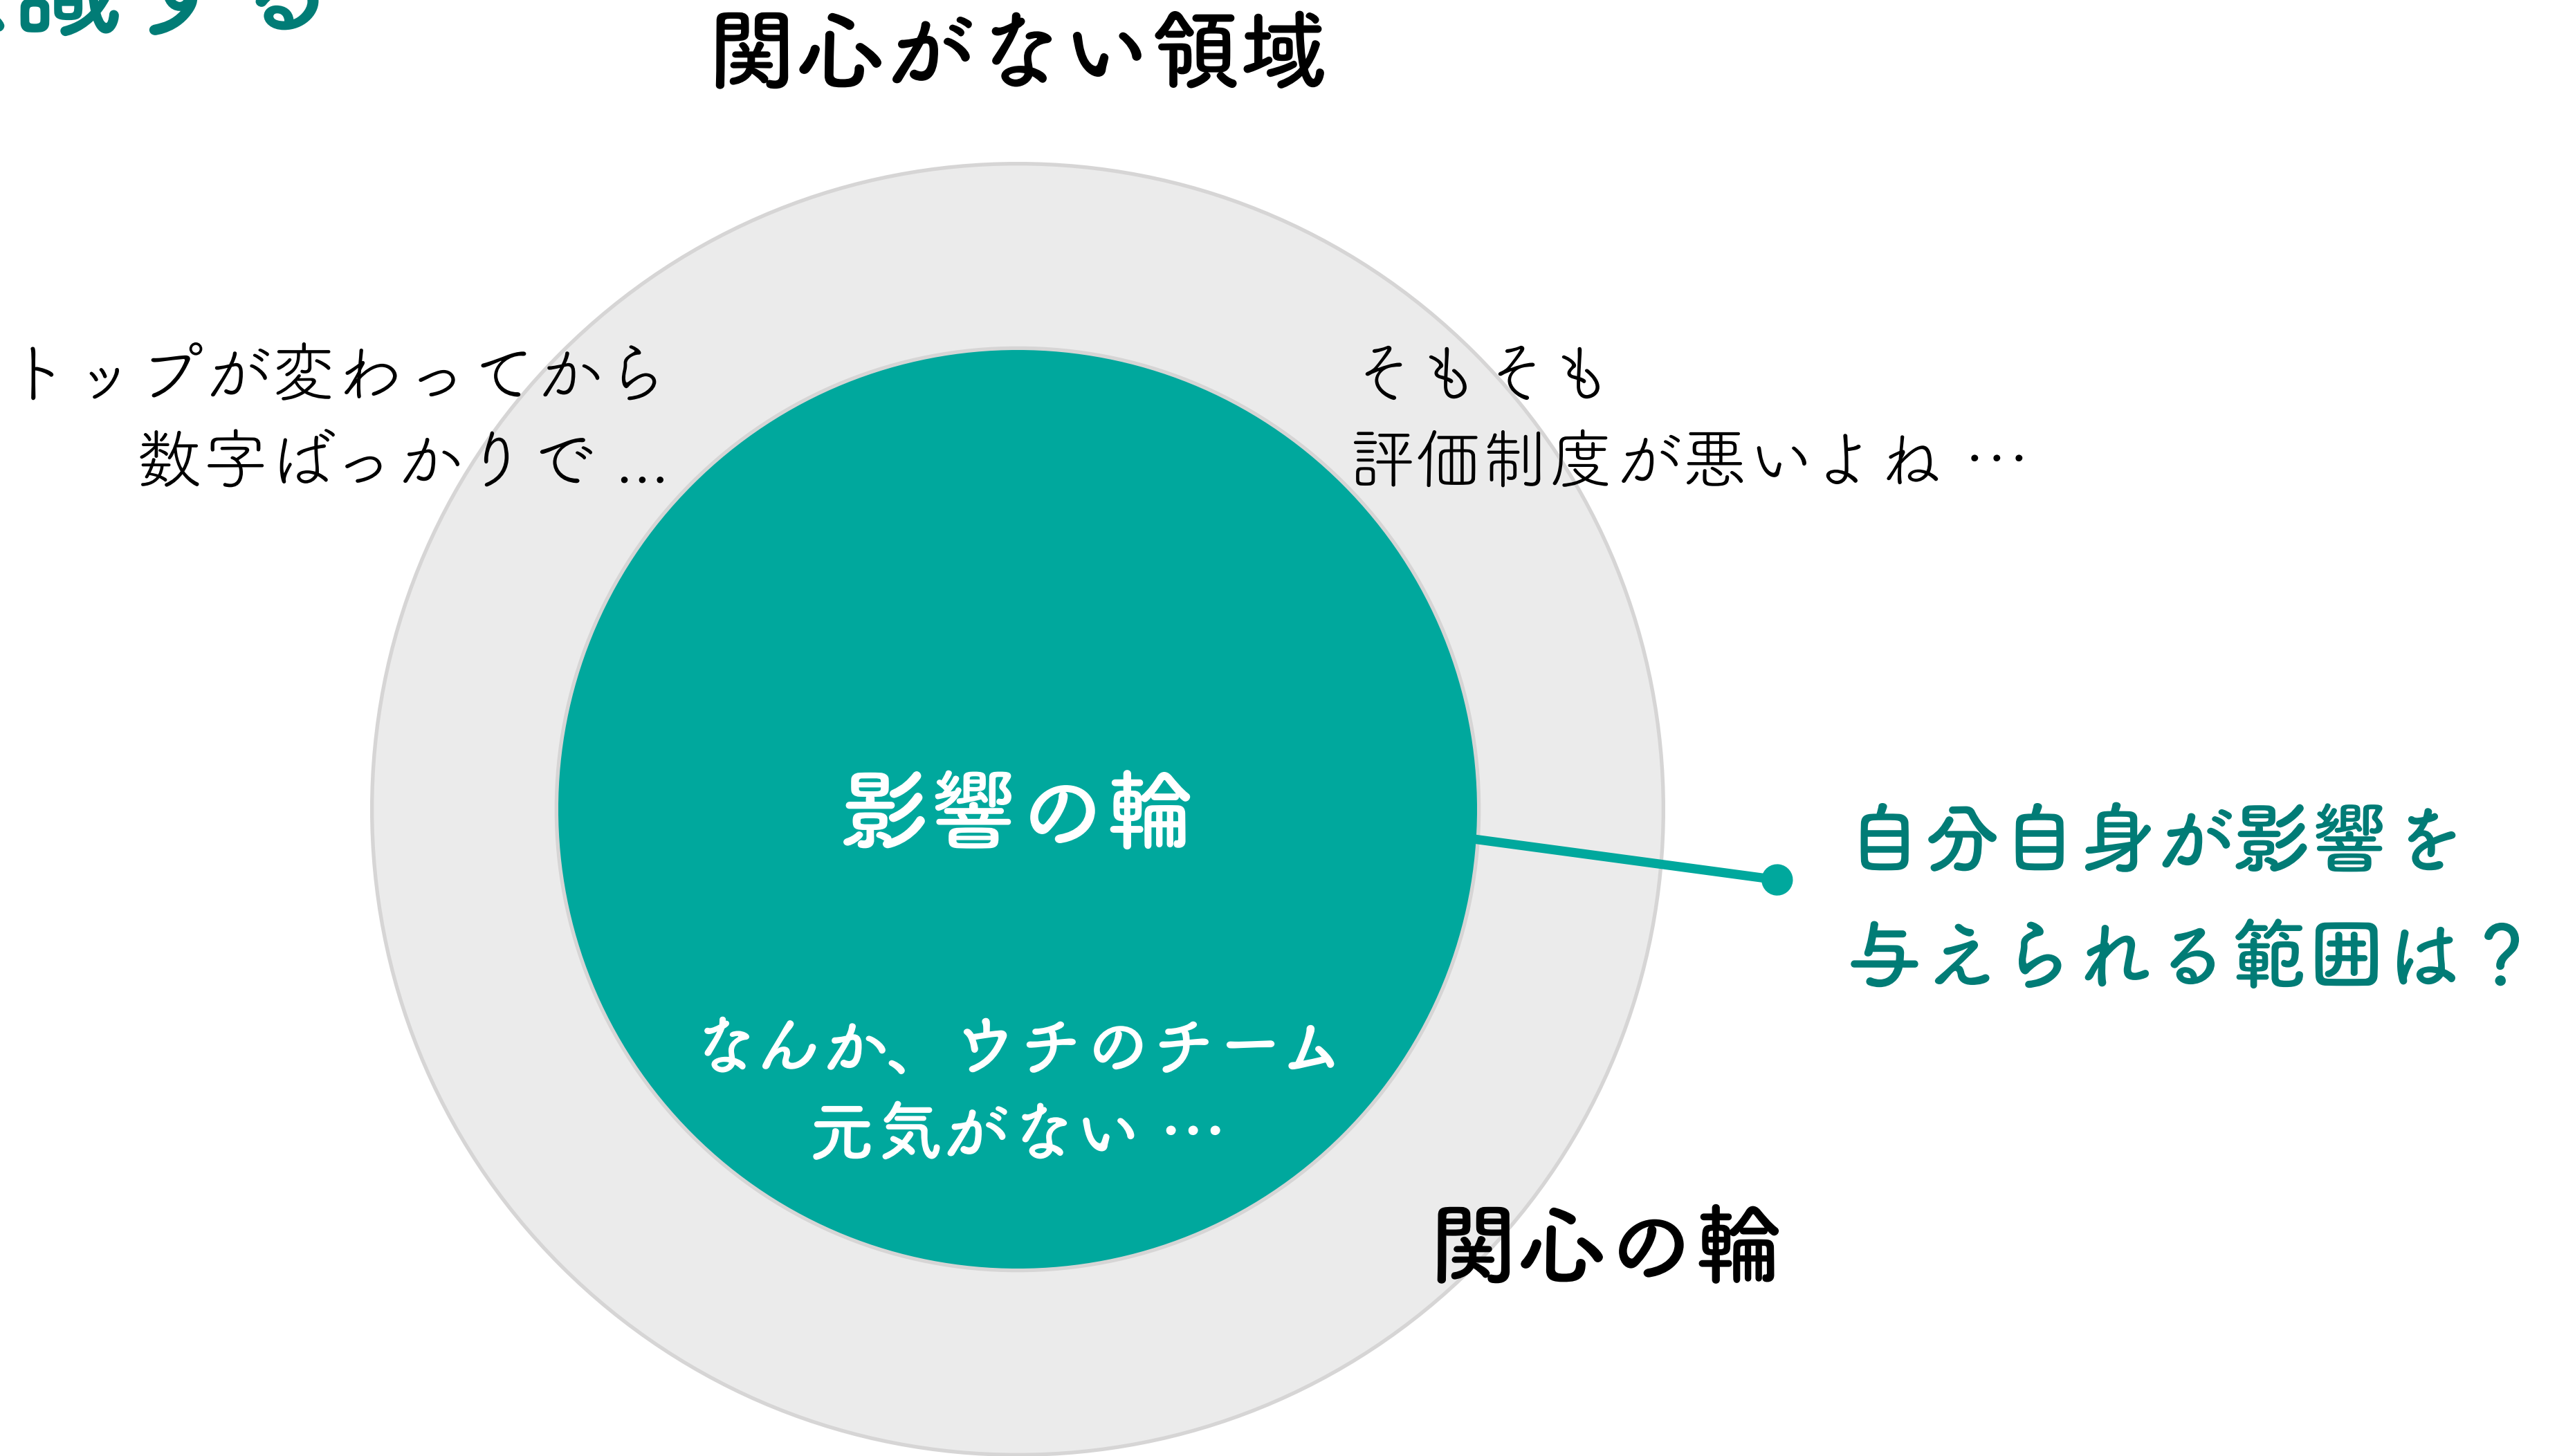 識する
関心がない領域
トップが変わってから
数字ばっかりで …
そもそも
評価制度が悪いよね …
影響の輪
自分自身が影響を
与えられる範囲は？
なんか、ウチのチーム
元気がない …
関心の輪